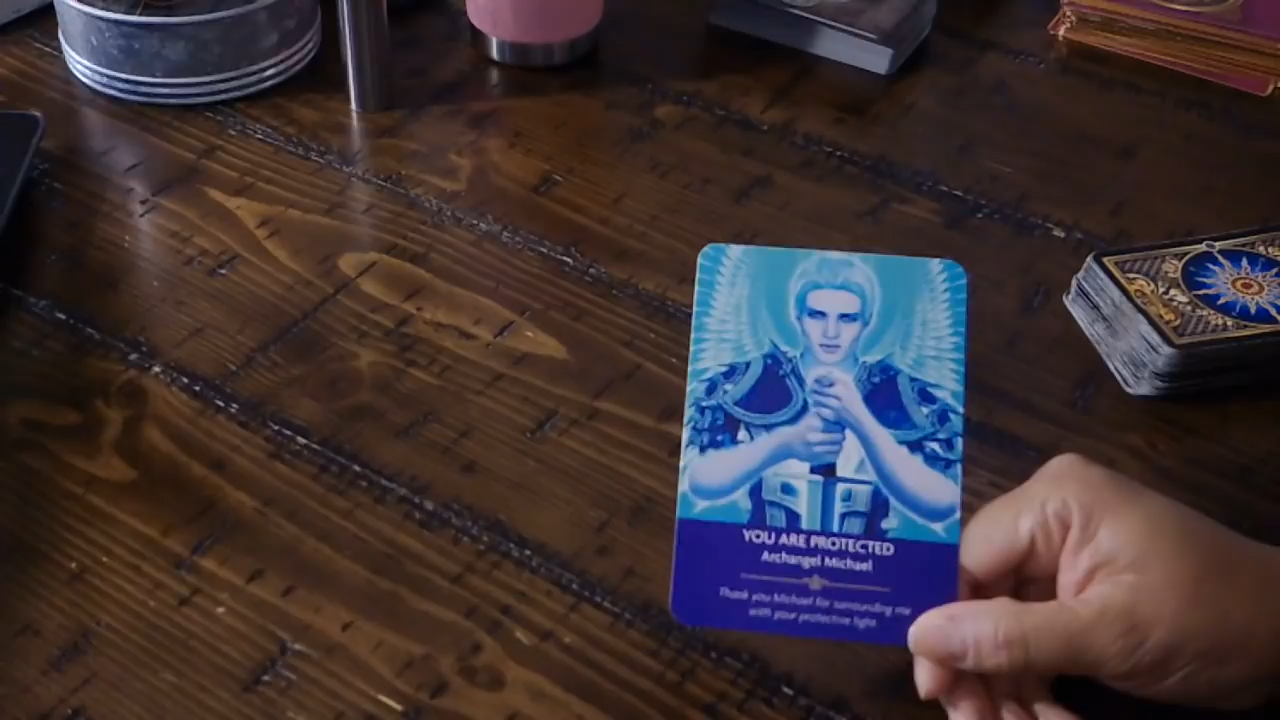 YOU ARE PROTECTED
Archangel Michael
Thank you Michael for surrounding me
with your protective light